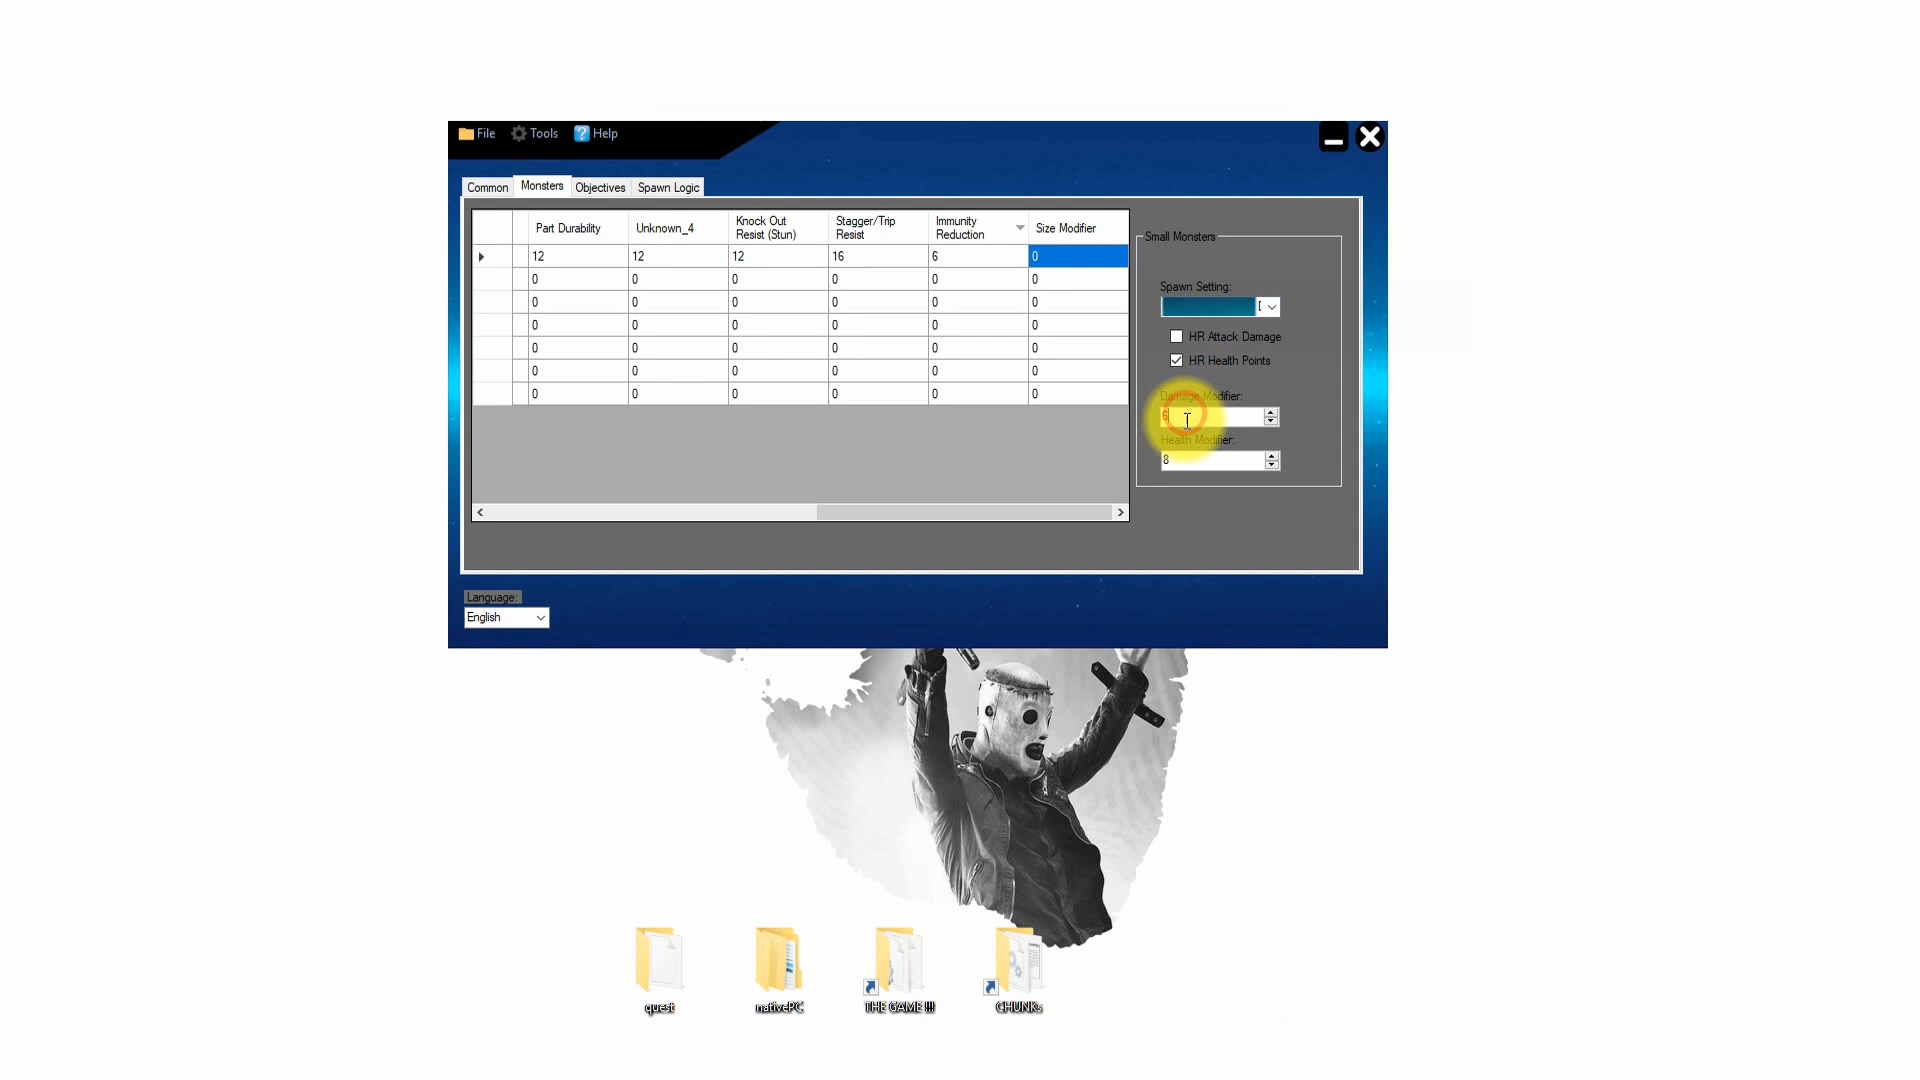 File Tools Help
Common Monsters Objectives Spawn Logic
Part Durability Unknown_4 Knock Out Resist (Stun) Stagger/Trip Resist Immunity Reduction Size Modifier
12 12 12 16 6 0
0 0 0 0 0 0
0 0 0 0 0 0
0 0 0 0 0 0
0 0 0 0 0 0
0 0 0 0 0 0
0 0 0 0 0 0
Small Monsters
Spawn Setting:
HR Attack Damage
HR Health Points
Damage Modifier:
6
Health Modifier:
8
Language:
English
quest nativePC THE GAME !!! CHUNKs